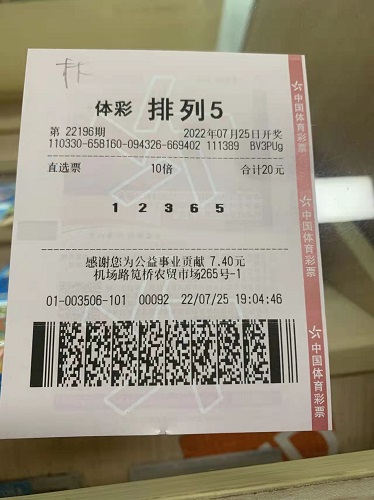 体彩 排列5
第 22196期 2022年07月25日开奖
110330-65B160-094326-669402 111389 BV3PUg
直选票 10倍 合计20元
1 2 3 6 5
感谢您为公益事业贡献 7.40元
机场路笕桥农贸市场265号-1
01-003506-101 00092 22/07/25 19:04:46
中国体育彩票
中国体育彩票
中国体育彩票